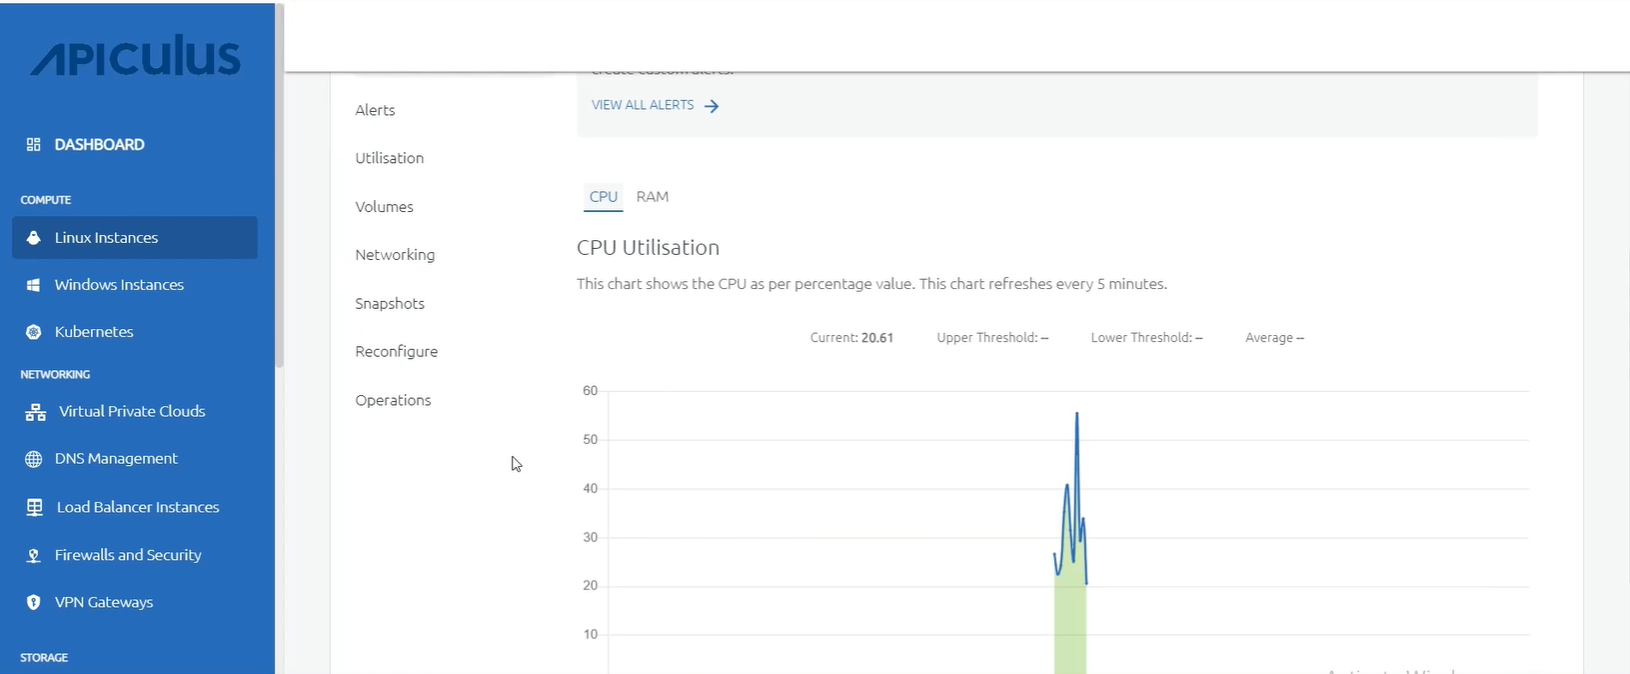 APICULUS
DASHBOARD
COMPUTE
Linux Instances
Windows Instances
Kubernetes
NETWORKING
Virtual Private Clouds
DNS Management
Load Balancer Instances
Firewalls and Security
VPN Gateways
STORAGE
Alerts
Utilisation
Volumes
Networking
Snapshots
Reconfigure
Operations
create custom alerts.
VIEW ALL ALERTS
CPU RAM
CPU Utilisation
This chart shows the CPU as per percentage value. This chart refreshes every 5 minutes.
Current: 20.61 Upper Threshold: -- Lower Threshold: -- Average --
60
50
40
30
20
10